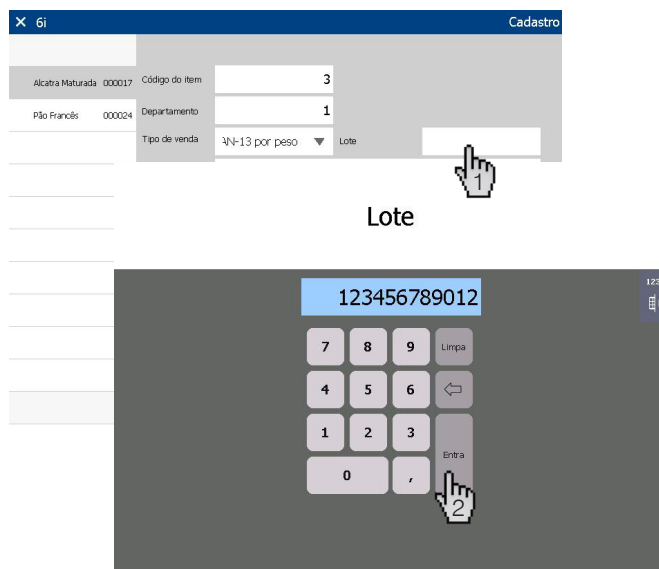 6i Cadastro
Alcatra Maturada 000017 Código do item 3
Pão Francês 000024 Departamento 1
Tipo de venda AN-13 por peso Lote
1
Lote
123456789012
123
7 8 9 Limpa
4 5 6
1 2 3
Entra
0 ,
2